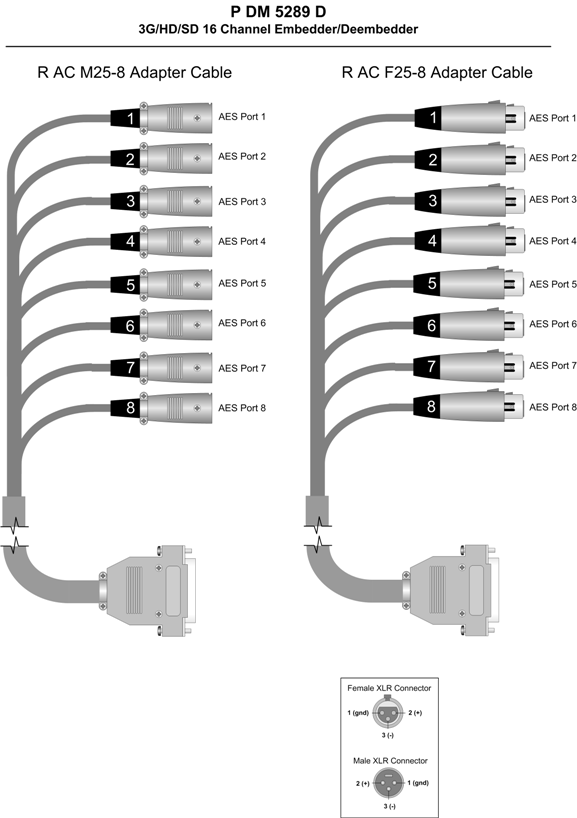 P DM 5289 D
3G/HD/SD 16 Channel Embedder/Deembedder
R AC M25-8 Adapter Cable
1 AES Port 1
2 AES Port 2
3 AES Port 3
4 AES Port 4
5 AES Port 5
6 AES Port 6
7 AES Port 7
8 AES Port 8
R AC F25-8 Adapter Cable
1 AES Port 1
2 AES Port 2
3 AES Port 3
4 AES Port 4
5 AES Port 5
6 AES Port 6
7 AES Port 7
8 AES Port 8
Female XLR Connector
1 (gnd) 2 (+)
3 (-)
Male XLR Connector
2 (+) 1 (gnd)
3 (-)